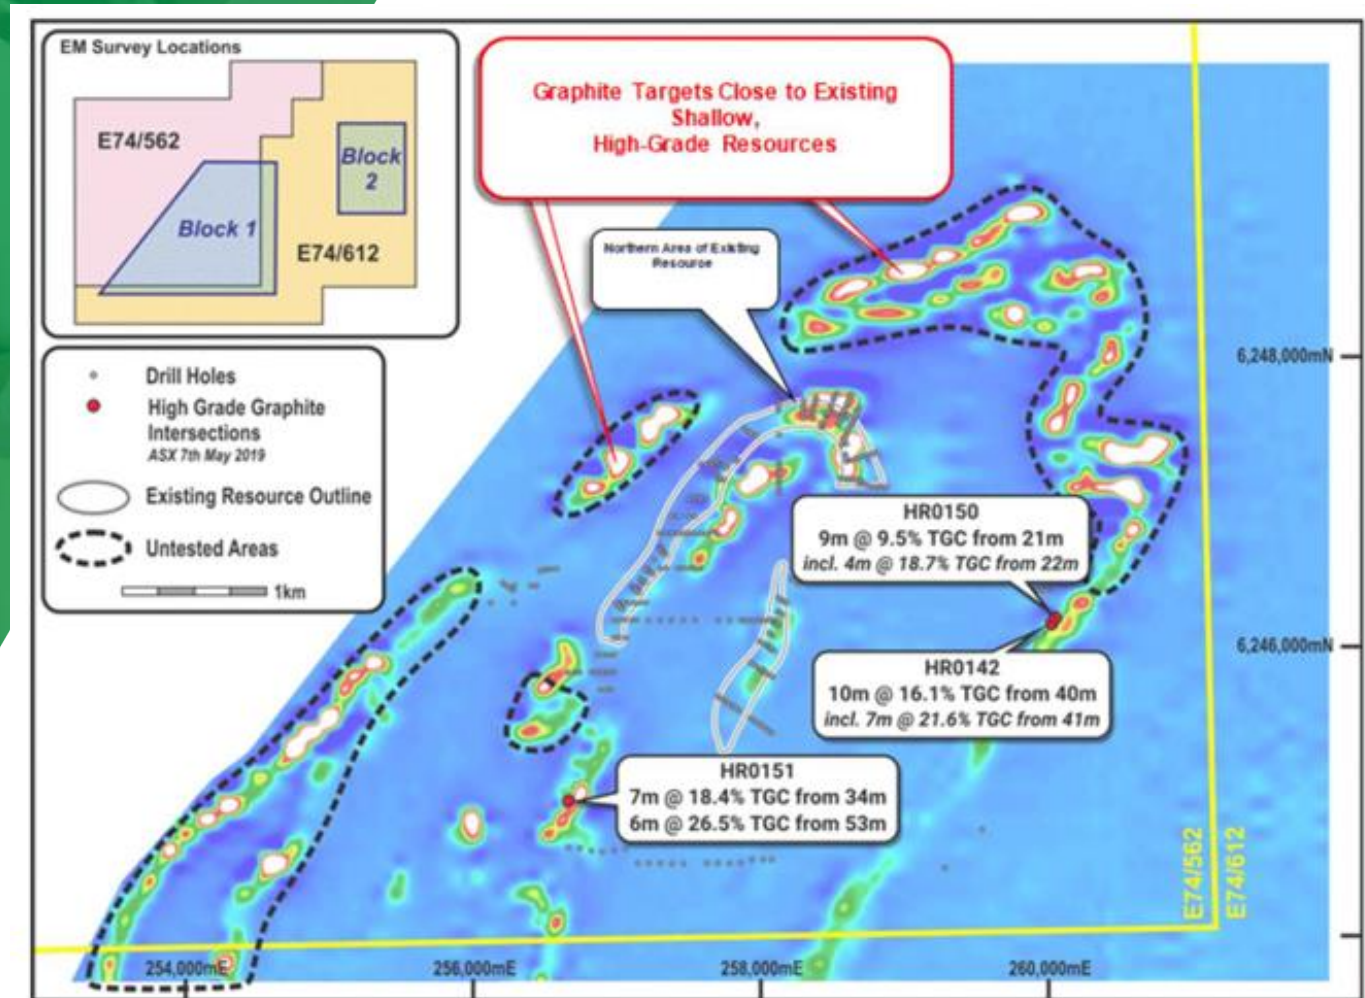 EM Survey Locations
E74/562
Block 1
Block
2
E74/612
Graphite Targets Close to Existing
Shallow,
High-Grade Resources
Northern Area of Existing
Resource
Drill Holes
High Grade Graphite
Intersections
ASX 7th May 2019
Existing Resource Outline
Untested Areas
1km
6,248,000mN
HR0150
9m @ 9.5% TGC from 21m
incl. 4m @ 18.7% TGC from 22m
6,246,000mN
HR0142
10m @ 16.1% TGC from 40m
incl. 7m @ 21.6% TGC from 41m
HR0151
7m @ 18.4% TGC from 34m
6m @ 26.5% TGC from 53m
E74/562
E74/612
254,000mE
256,000mE
258,000mE
260,000mE